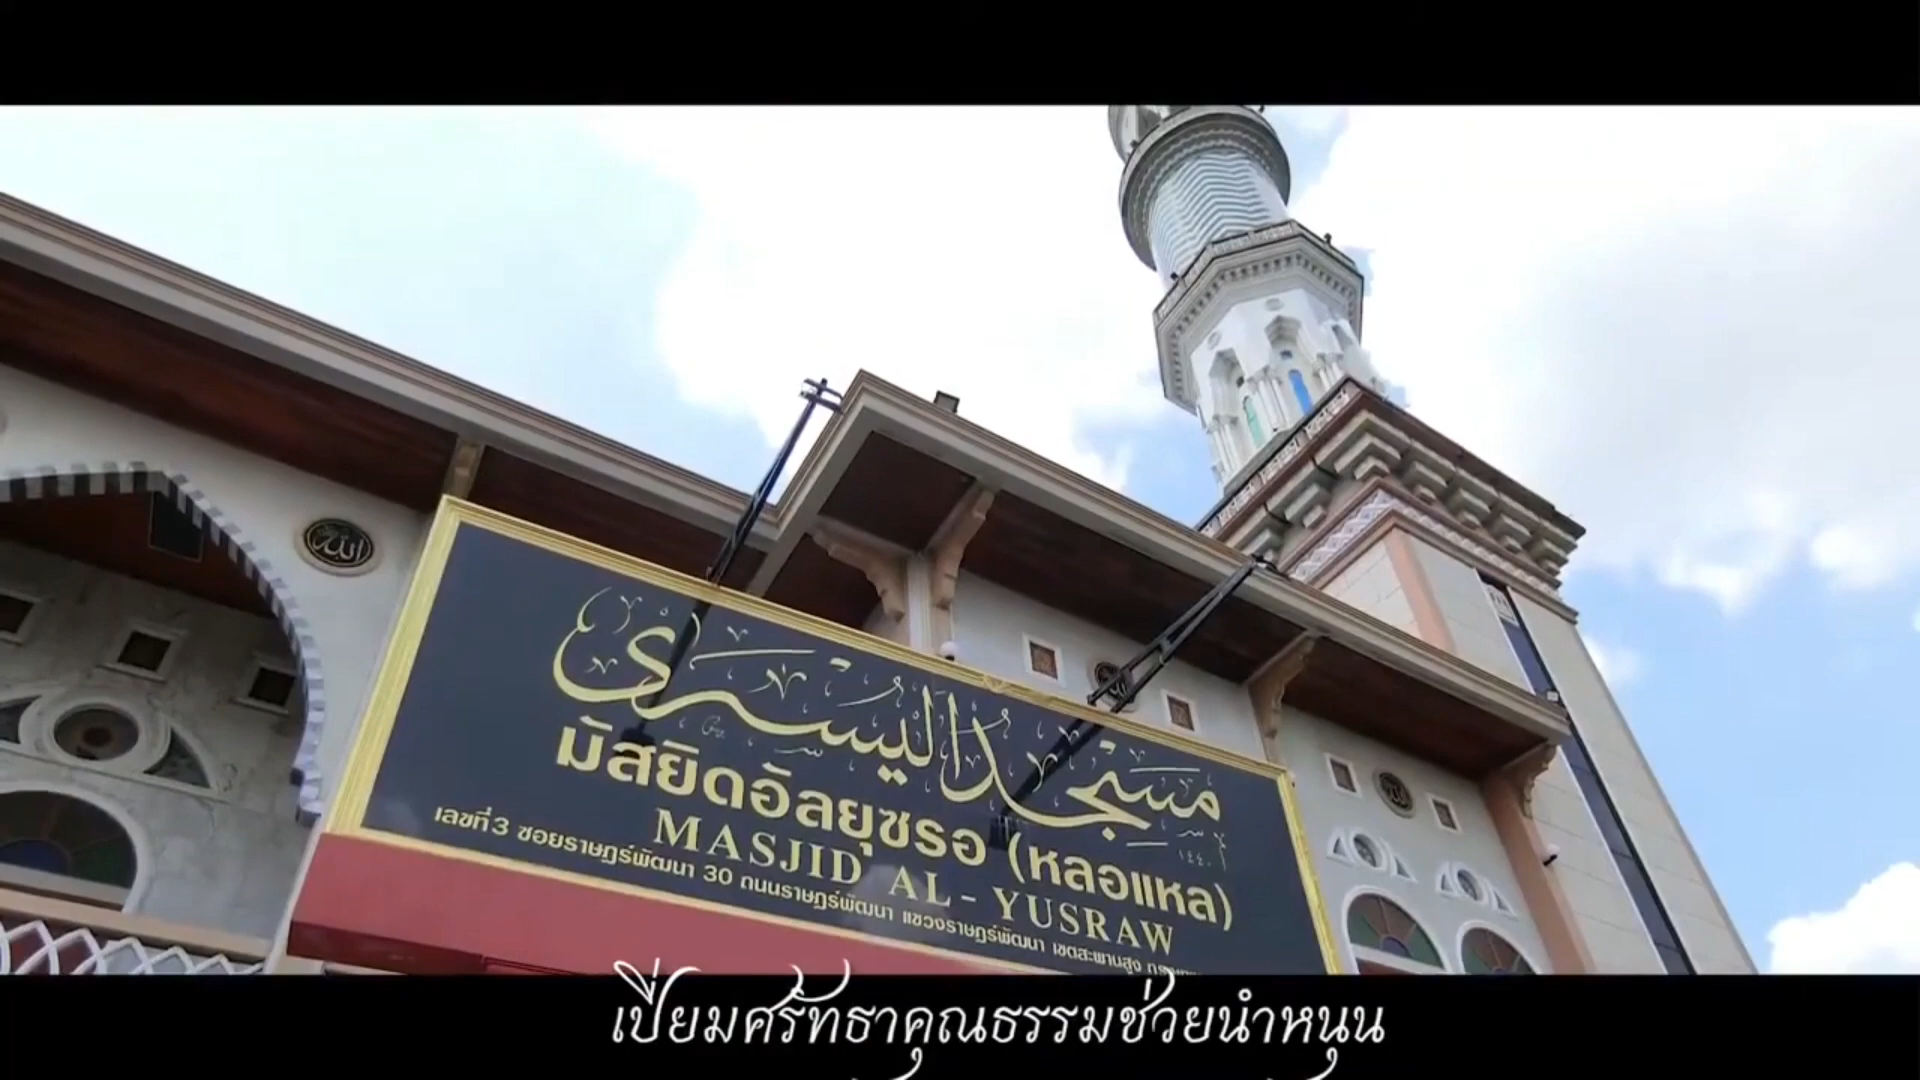 الله
مسجد اليسرى
١٤٤٠
มัสยิดอัลยุซรอ (หลอแหล)
MASJID AL-YUSRAW
เลขที่3 ซอยราษฎร์พัฒนา 30 ถนนราษฎร์พัฒนา แขวงราษฎร์พัฒนา เขตสะพานสูง
เปี่ยมศรัทธาคุณธรรมช่วยนำหนุน